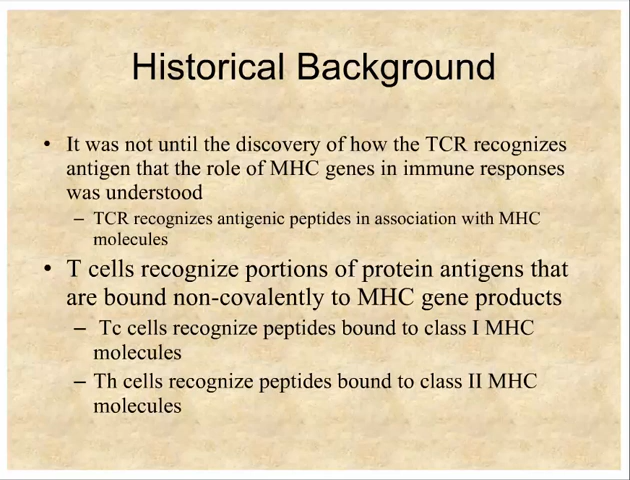 Historical Background
• It was not until the discovery of how the TCR recognizes
antigen that the role of MHC genes in immune responses
was understood
– TCR recognizes antigenic peptides in association with MHC
molecules
• T cells recognize portions of protein antigens that
are bound non-covalently to MHC gene products
– Tc cells recognize peptides bound to class I MHC
molecules
– Th cells recognize peptides bound to class II MHC
molecules